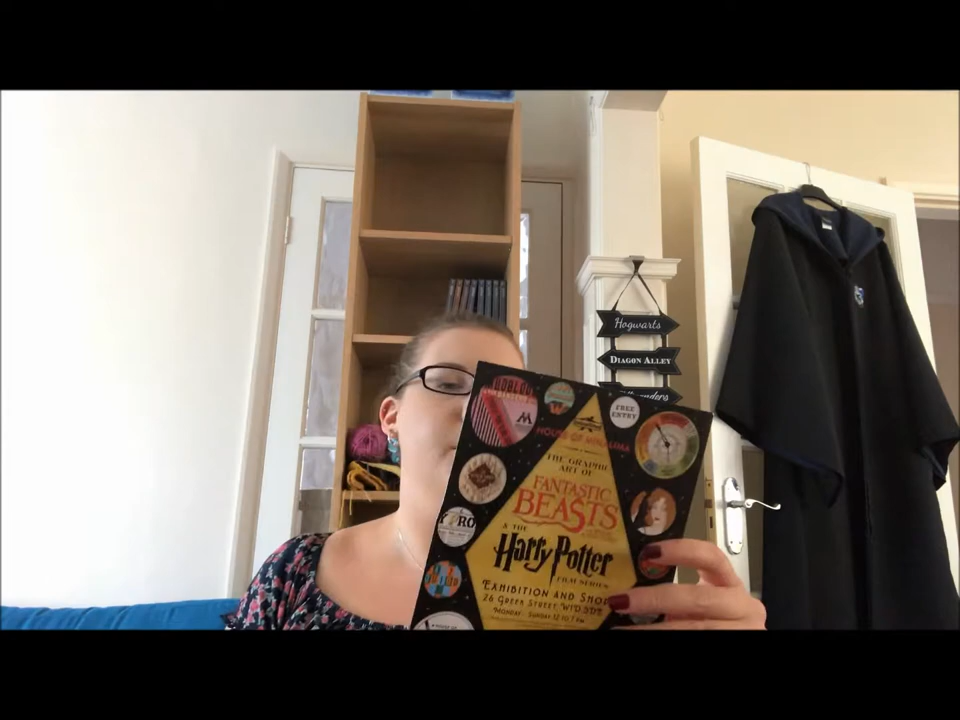 Hogwarts
DIAGON ALLEY
FREE
ENTRY
HOUSE OF MINALIMA
THE GRAPHIC
ART OF
FANTASTIC
BEASTS
& THE
Harry Potter
FILM SERIES
EXHIBITION AND SHOP
26 GREEK STREET W1D 5DE
MONDAY - SUNDAY 12 TO 7 PM